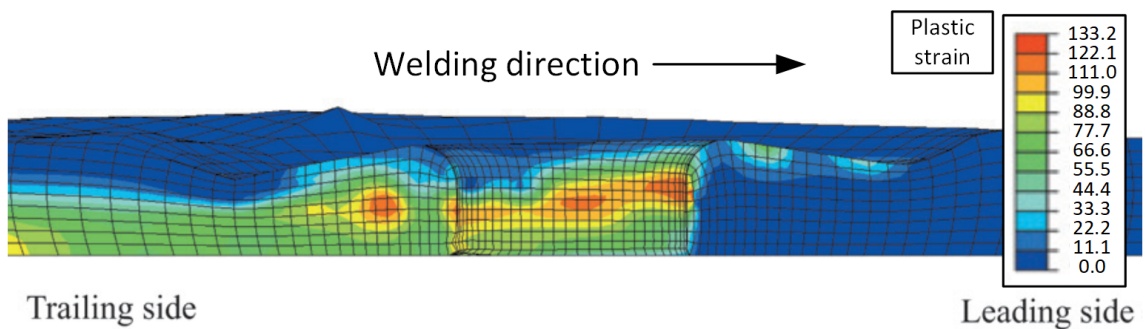 Welding direction
Plastic
strain
133.2
122.1
111.0
99.9
88.8
77.7
66.6
55.5
44.4
33.3
22.2
11.1
0.0
Trailing side
Leading side